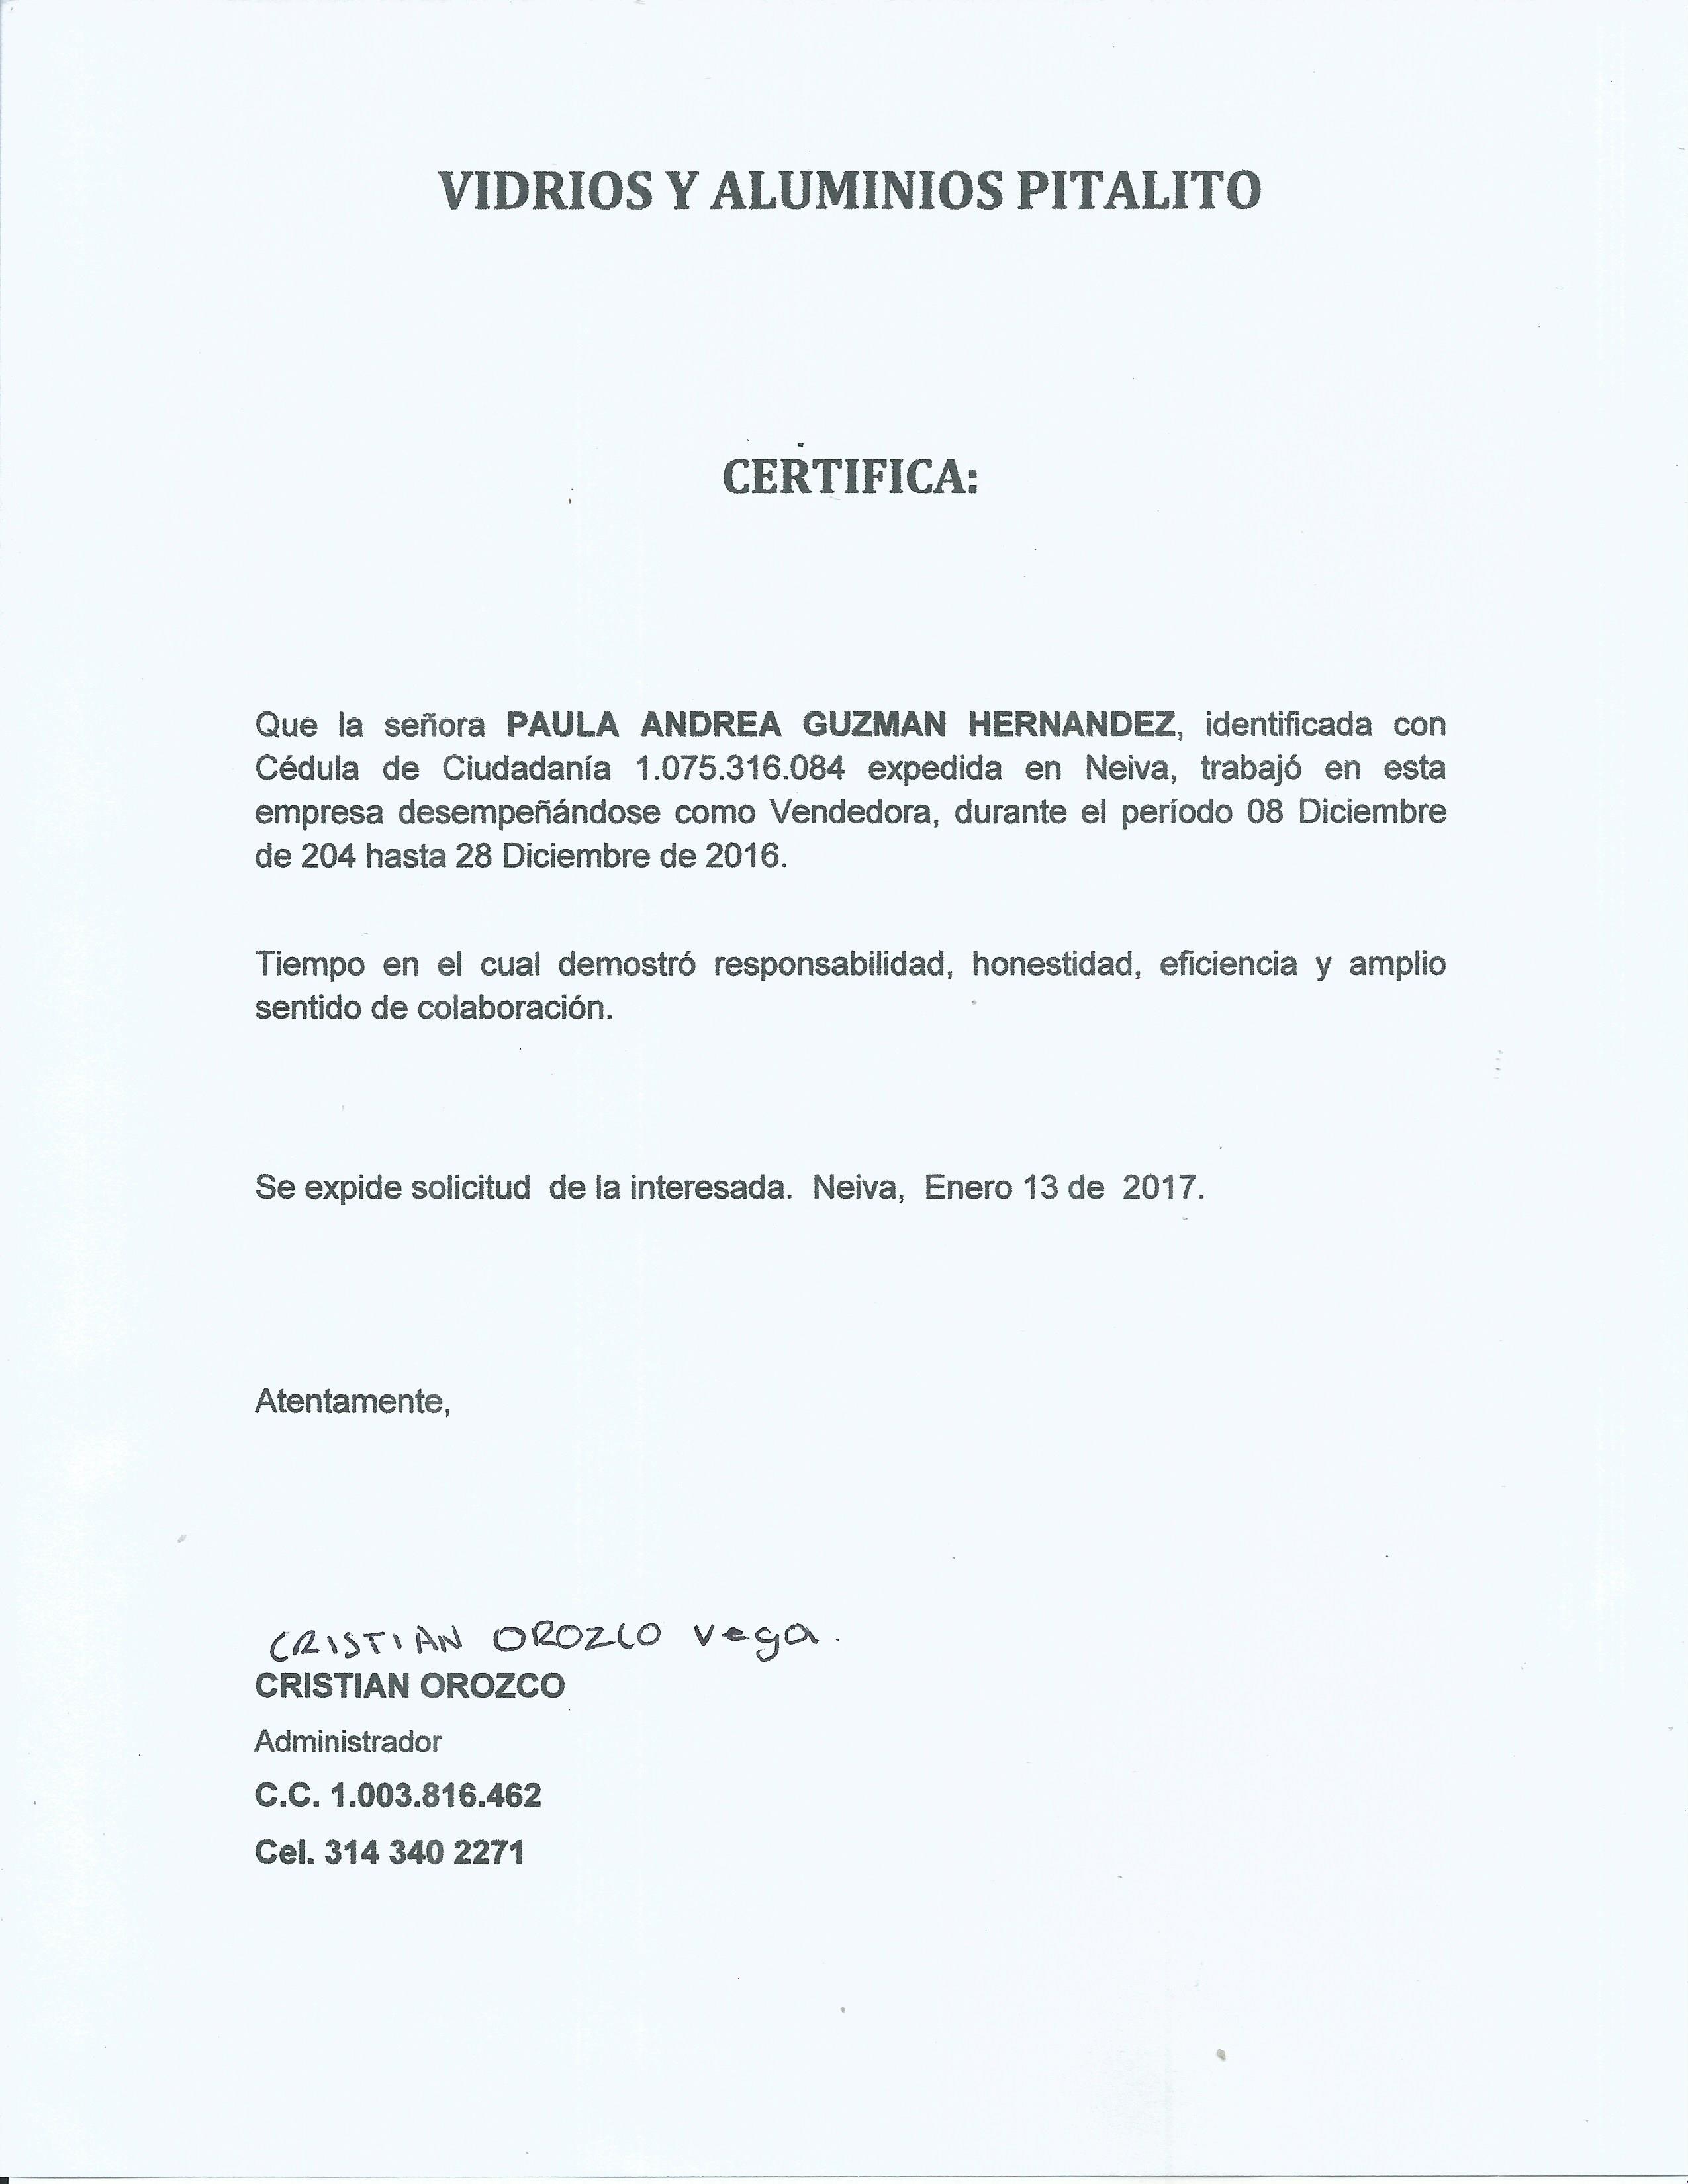 VIDRIOS Y ALUMINIOS PITALITO
CERTIFICA:
Que la señora PAULA ANDREA GUZMAN HERNANDEZ, identificada con
Cédula de Ciudadanía 1.075.316.084 expedida en Neiva, trabajó en esta
empresa desempeñándose como Vendedora, durante el período 08 Diciembre
de 204 hasta 28 Diciembre de 2016.
Tiempo en el cual demostró responsabilidad, honestidad, eficiencia y amplio
sentido de colaboración.
Se expide solicitud de la interesada. Neiva, Enero 13 de 2017.
Atentamente,
CRISTIAN OROZCO Vega.
CRISTIAN OROZCO
Administrador
C.C. 1.003.816.462
Cel. 314 340 2271